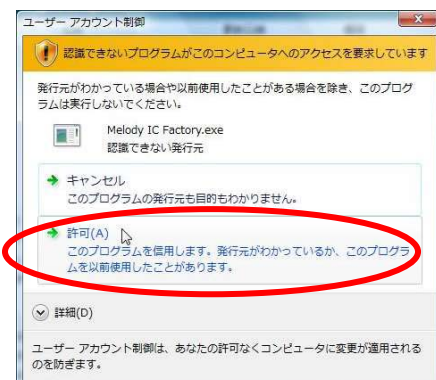 ユーザー アカウント制御
認識できないプログラムがこのコンピュータへのアクセスを要求しています
発行元がわかっている場合や以前使用したことがある場合を除き、このプログ
ラムは実行しないでください。
Melody IC Factory.exe
認識できない発行元
キャンセル
このプログラムの発行元も目的もわかりません。
許可(A)
このプログラムを信用します。発行元がわかっているか、このプログラ
ムを以前使用したことがあります。
詳細(D)
ユーザー アカウント制御は、あなたの許可なくコンピュータに変更が適用される
のを防ぎます。